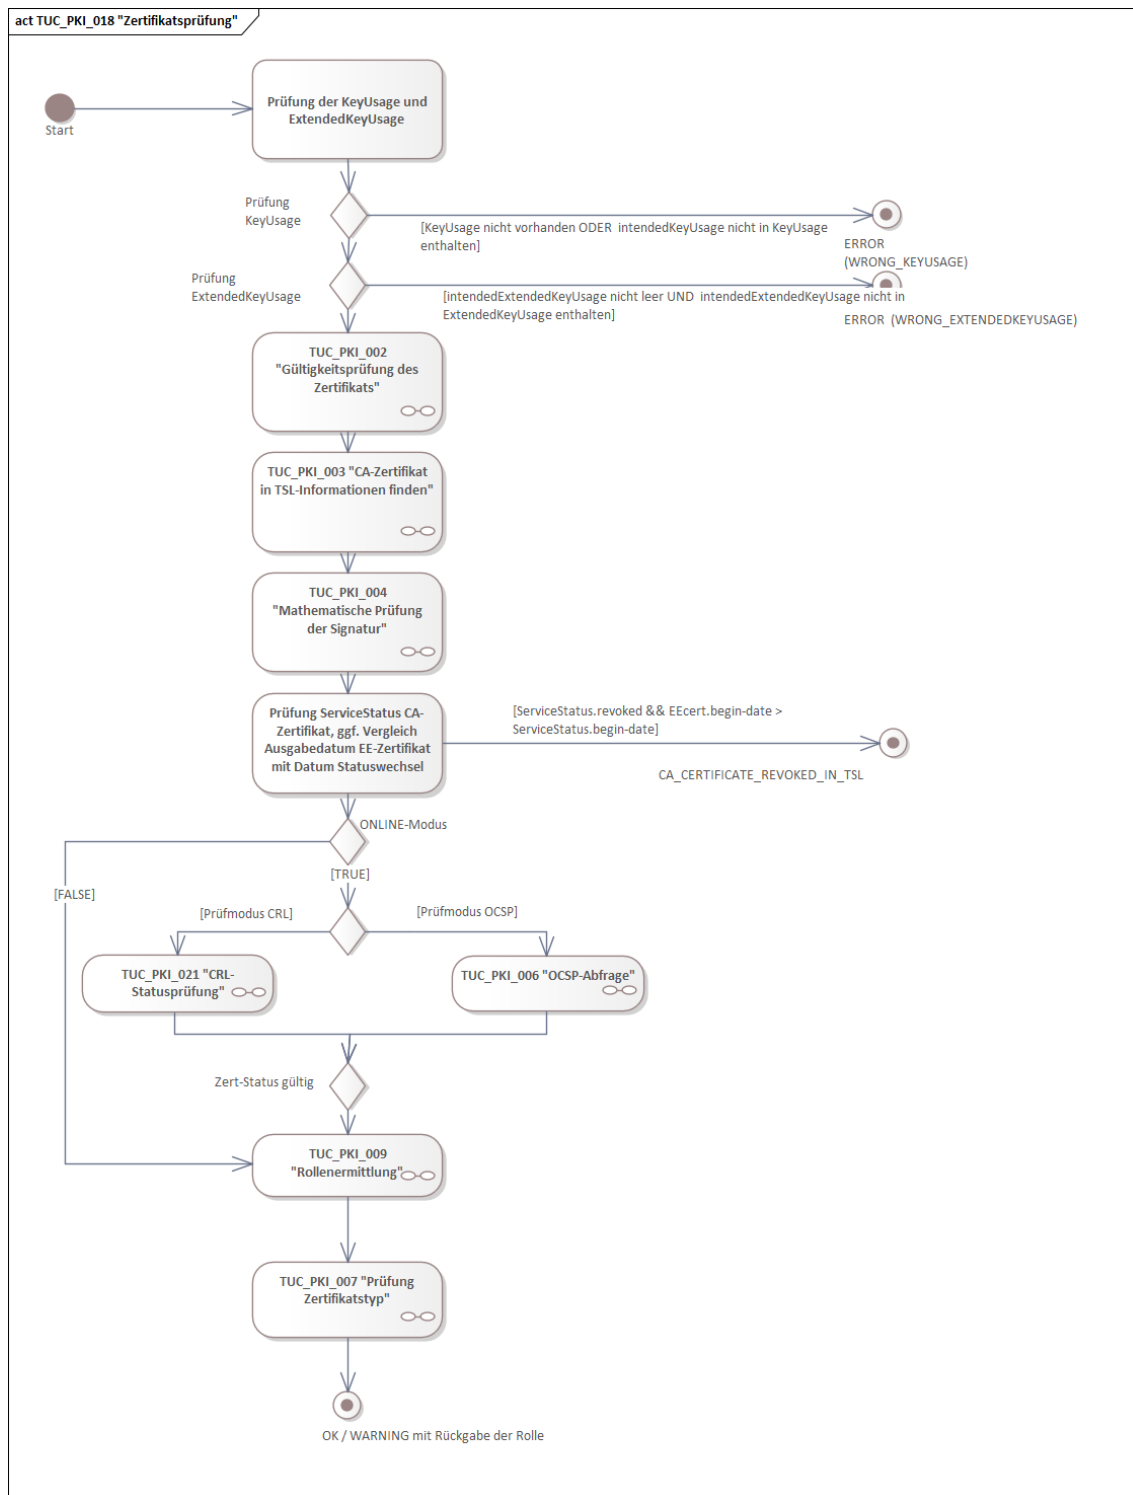 act TUC_PKI_018 "Zertifikatsprüfung"
Prüfung der KeyUsage und
ExtendedKeyUsage
Start
Prüfung
KeyUsage
[KeyUsage nicht vorhanden ODER  intendedKeyUsage nicht in KeyUsage
enthalten]
ERROR
(WRONG_KEYUSAGE)
Prüfung
ExtendedKeyUsage
[intendedExtendedKeyUsage nicht leer UND  intendedExtendedKeyUsage nicht in
ExtendedKeyUsage enthalten]
ERROR  (WRONG_EXTENDEDKEYUSAGE)
TUC_PKI_002
"Gültigkeitsprüfung des
Zertifikats"
TUC_PKI_003 "CA-Zertifikat
in TSL-Informationen finden"
TUC_PKI_004
"Mathematische Prüfung
der Signatur"
Prüfung ServiceStatus CA-
Zertifikat, ggf. Vergleich
Ausgabedatum EE-Zertifikat
mit Datum Statuswechsel
[ServiceStatus.revoked && EEcert.begin-date >
ServiceStatus.begin-date]
CA_CERTIFICATE_REVOKED_IN_TSL
ONLINE-Modus
[TRUE]
[FALSE]
[Prüfmodus CRL]
[Prüfmodus OCSP]
TUC_PKI_021 "CRL-
Statusprüfung"
TUC_PKI_006 "OCSP-Abfrage"
Zert-Status gültig
TUC_PKI_009
"Rollenermittlung"
TUC_PKI_007 "Prüfung
Zertifikatstyp"
OK / WARNING mit Rückgabe der Rolle